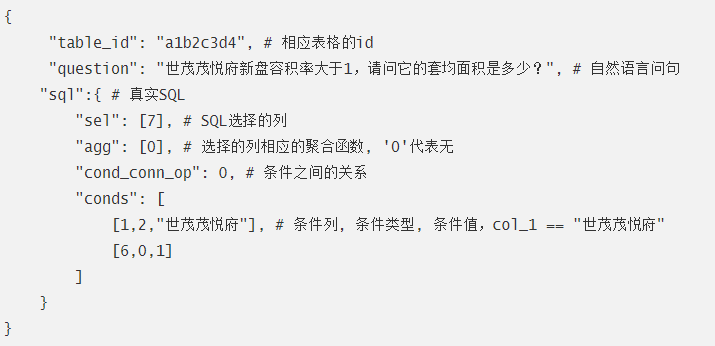 {
"table_id": "a1b2c3d4", # 相应表格的id
"question": "世茂茂悦府新盘容积率大于1，请问它的套均面积是多少？", # 自然语言问句
"sql":{ # 真实SQL
"sel": [7], # SQL选择的列
"agg": [0], # 选择的列相应的聚合函数, '0'代表无
"cond_conn_op": 0, # 条件之间的关系
"conds": [
[1,2,"世茂茂悦府"], # 条件列, 条件类型, 条件值，col_1 == "世茂茂悦府"
[6,0,1]
]
}
}